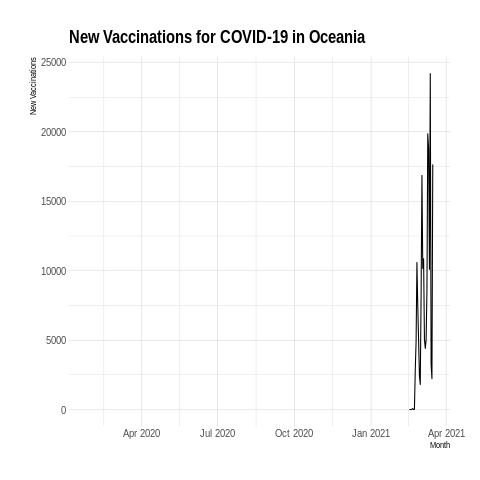 New Vaccinations for COVID-19 in Oceania
New Vaccinations
25000
20000
15000
10000
5000
0
Apr 2020
Jul 2020
Oct 2020
Jan 2021
Apr 2021
Month